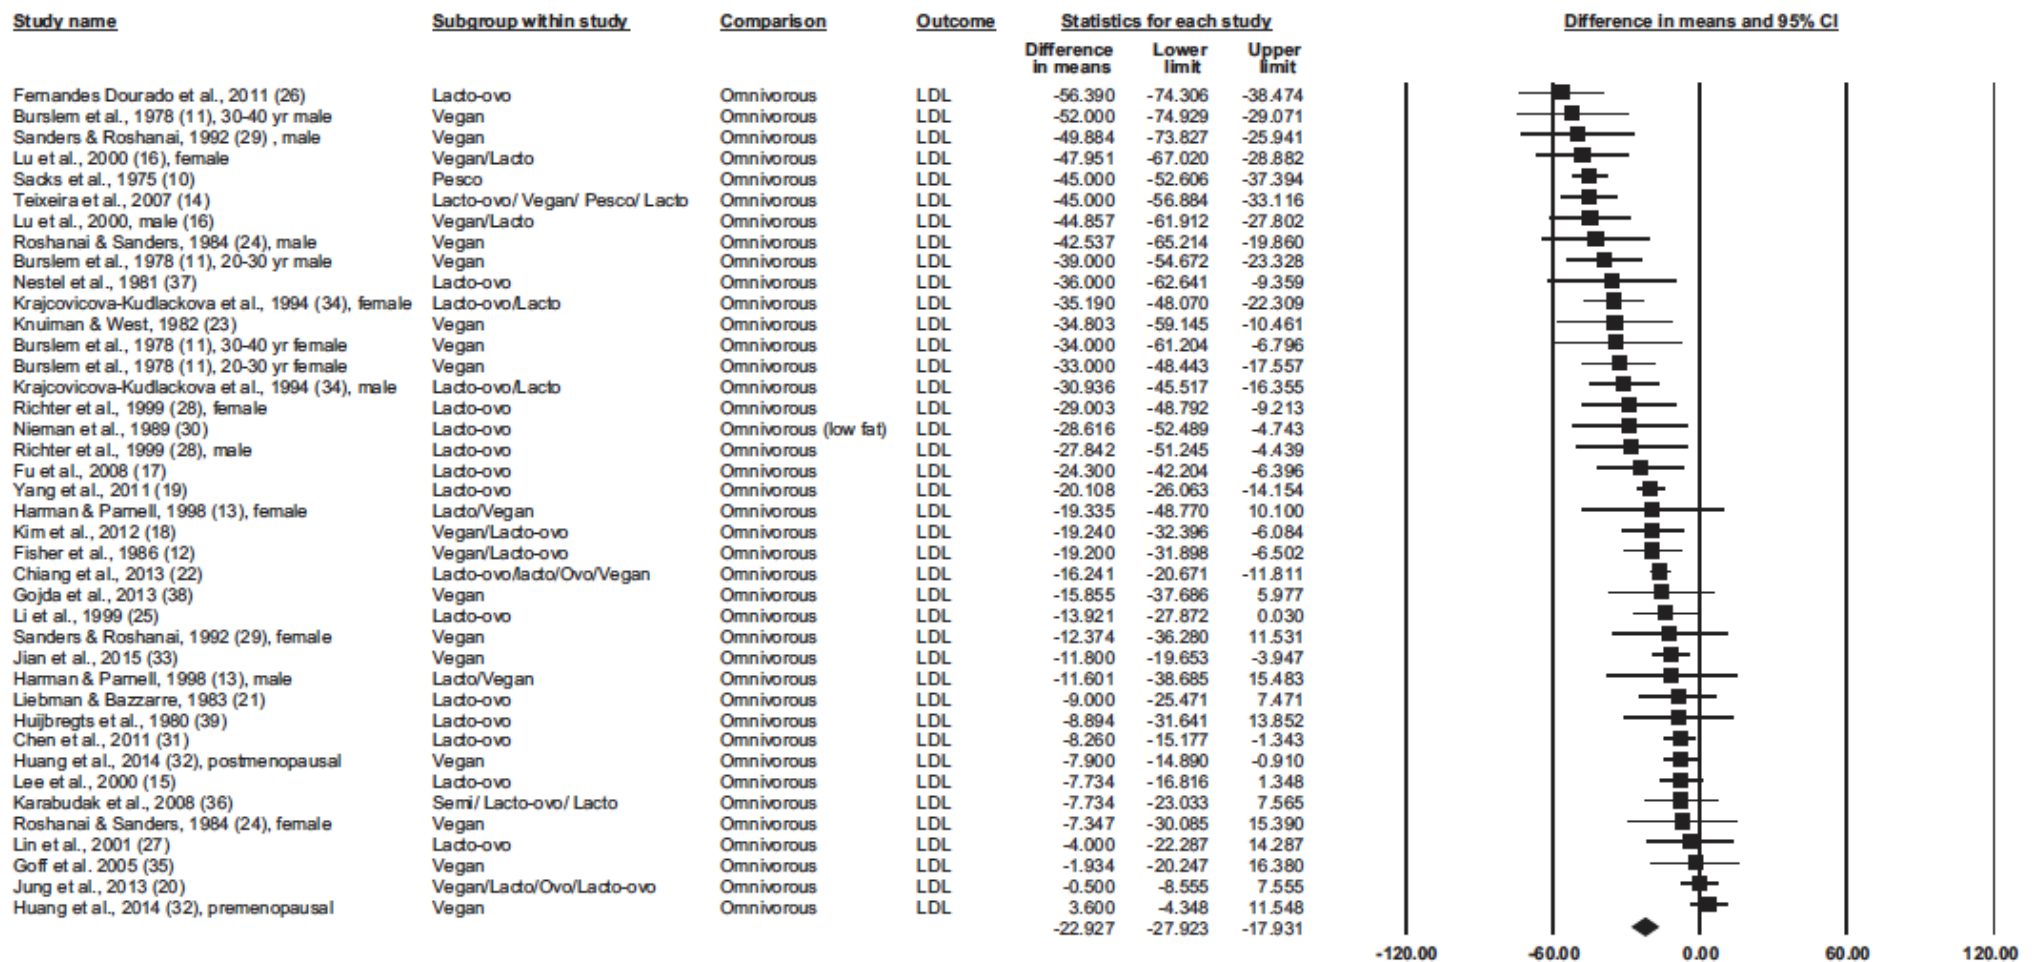 Study name Subgroup within study Comparison Outcome Statistics for each study Difference in means and 95% CI
Difference in means Lower limit Upper limit
Fernandes Dourado et al., 2011 (26) Lacto-ovo Omnivorous LDL -56.390 -74.306 -38.474
Burslem et al., 1978 (11), 30-40 yr male Vegan Omnivorous LDL -52.000 -74.929 -29.071
Sanders & Roshanai, 1992 (29) , male Vegan Omnivorous LDL -49.884 -73.827 -25.941
Lu et al., 2000 (16), female Vegan/Lacto Omnivorous LDL -47.951 -67.020 -28.882
Sacks et al., 1975 (10) Pesco Omnivorous LDL -45.000 -52.606 -37.394
Teixeira et al., 2007 (14) Lacto-ovo/ Vegan/ Pesco/ Lacto Omnivorous LDL -45.000 -56.884 -33.116
Lu et al., 2000, male (16) Vegan/Lacto Omnivorous LDL -44.857 -61.912 -27.802
Roshanai & Sanders, 1984 (24), male Vegan Omnivorous LDL -42.537 -65.214 -19.860
Burslem et al., 1978 (11), 20-30 yr male Vegan Omnivorous LDL -39.000 -54.672 -23.328
Nestel et al., 1981 (37) Lacto-ovo Omnivorous LDL -36.000 -62.641 -9.359
Krajcovicova-Kudlackova et al., 1994 (34), female Lacto-ovo/Lacto Omnivorous LDL -35.190 -48.070 -22.309
Knuiman & West, 1982 (23) Vegan Omnivorous LDL -34.803 -59.145 -10.461
Burslem et al., 1978 (11), 30-40 yr female Vegan Omnivorous LDL -34.000 -61.204 -6.796
Burslem et al., 1978 (11), 20-30 yr female Vegan Omnivorous LDL -33.000 -48.443 -17.557
Krajcovicova-Kudlackova et al., 1994 (34), male Lacto-ovo/Lacto Omnivorous LDL -30.936 -45.517 -16.355
Richter et al., 1999 (28), female Lacto-ovo Omnivorous LDL -29.003 -48.792 -9.213
Nieman et al., 1989 (30) Lacto-ovo Omnivorous (low fat) LDL -28.616 -52.489 -4.743
Richter et al., 1999 (28), male Lacto-ovo Omnivorous LDL -27.842 -51.245 -4.439
Fu et al., 2008 (17) Lacto-ovo Omnivorous LDL -24.300 -42.204 -6.396
Yang et al., 2011 (19) Lacto-ovo Omnivorous LDL -20.108 -26.063 -14.154
Harman & Parnell, 1998 (13), female Lacto/Vegan Omnivorous LDL -19.335 -48.770 10.100
Kim et al., 2012 (18) Vegan/Lacto-ovo Omnivorous LDL -19.240 -32.396 -6.084
Fisher et al., 1986 (12) Vegan/Lacto-ovo Omnivorous LDL -19.200 -31.898 -6.502
Chiang et al., 2013 (22) Lacto-ovo/lacto/Ovo/Vegan Omnivorous LDL -16.241 -20.671 -11.811
Gojda et al., 2013 (38) Vegan Omnivorous LDL -15.855 -37.686 5.977
Li et al., 1999 (25) Lacto-ovo Omnivorous LDL -13.921 -27.872 0.030
Sanders & Roshanai, 1992 (29), female Vegan Omnivorous LDL -12.374 -36.280 11.531
Jian et al., 2015 (33) Vegan Omnivorous LDL -11.800 -19.653 -3.947
Harman & Parnell, 1998 (13), male Lacto/Vegan Omnivorous LDL -11.601 -38.685 15.483
Liebman & Bazzarre, 1983 (21) Lacto-ovo Omnivorous LDL -9.000 -25.471 7.471
Huijbregts et al., 1980 (39) Lacto-ovo Omnivorous LDL -8.894 -31.641 13.852
Chen et al., 2011 (31) Lacto-ovo Omnivorous LDL -8.260 -15.177 -1.343
Huang et al., 2014 (32), postmenopausal Vegan Omnivorous LDL -7.900 -14.890 -0.910
Lee et al., 2000 (15) Lacto-ovo Omnivorous LDL -7.734 -16.816 1.348
Karabudak et al., 2008 (36) Semi/ Lacto-ovo/ Lacto Omnivorous LDL -7.734 -23.033 7.565
Roshanai & Sanders, 1984 (24), female Vegan Omnivorous LDL -7.347 -30.085 15.390
Lin et al., 2001 (27) Lacto-ovo Omnivorous LDL -4.000 -22.287 14.287
Goff et al. 2005 (35) Vegan Omnivorous LDL -1.934 -20.247 16.380
Jung et al., 2013 (20) Vegan/Lacto/Ovo/Lacto-ovo Omnivorous LDL -0.500 -8.555 7.555
Huang et al., 2014 (32), premenopausal Vegan Omnivorous LDL 3.600 -4.348 11.548
-22.927 -27.923 -17.931
-120.00 -60.00 0.00 60.00 120.00